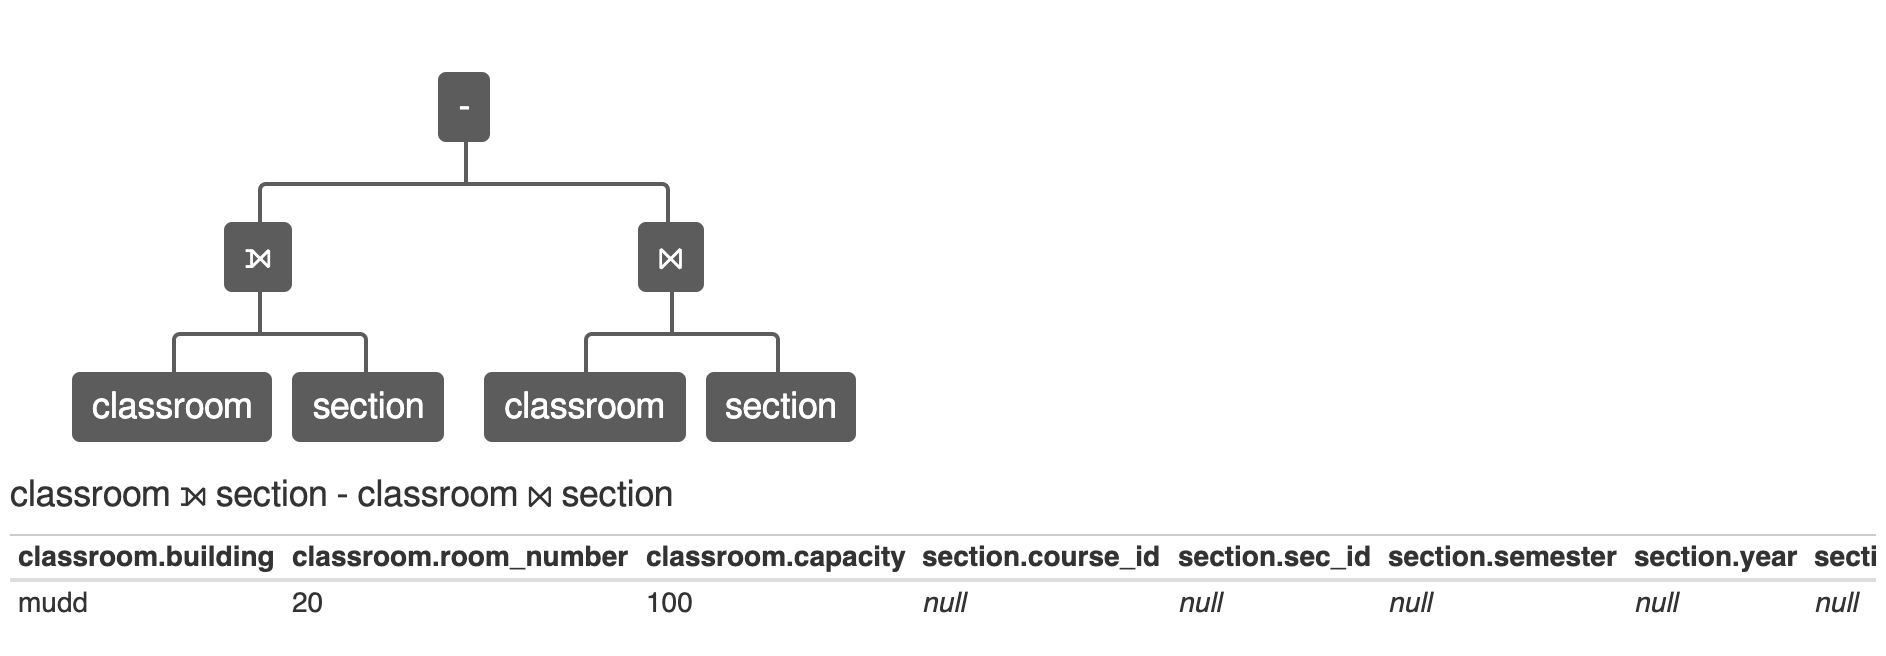 -
⟕ ⋈
classroom section classroom section
classroom ⟕ section - classroom ⋈ section
classroom.building classroom.room_number classroom.capacity section.course_id section.sec_id section.semester section.year secti
mudd 20 100 null null null null null